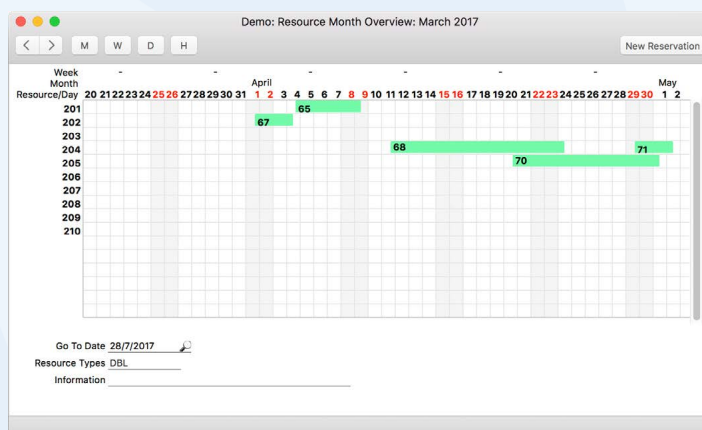 Demo: Resource Month Overview: March 2017
M W D H New Reservation
Week - - - - - -
Month April May
Resource/Day 20 21 22 23 24 25 26 27 28 29 30 31 1 2 3 4 5 6 7 8 9 10 11 12 13 14 15 16 17 18 19 20 21 22 23 24 25 26 27 28 29 30 1 2
201 65
202 67
203
204 68 71
205 70
206
207
208
209
210
Go To Date 28/7/2017
Resource Types DBL
Information